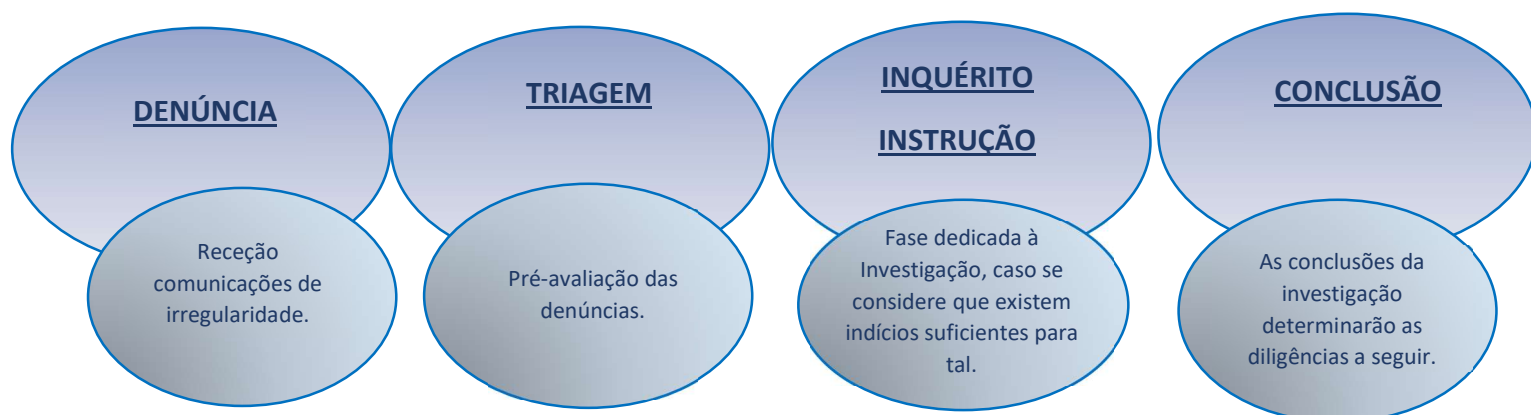 DENÚNCIA
Receção
comunicações de
irregularidade.
TRIAGEM
Pré-avaliação das
denúncias.
INQUÉRITO
INSTRUÇÃO
Fase dedicada à
Investigação, caso se
considere que existem
indícios suficientes para
tal.
CONCLUSÃO
As conclusões da
investigação
determinarão as
diligências a seguir.